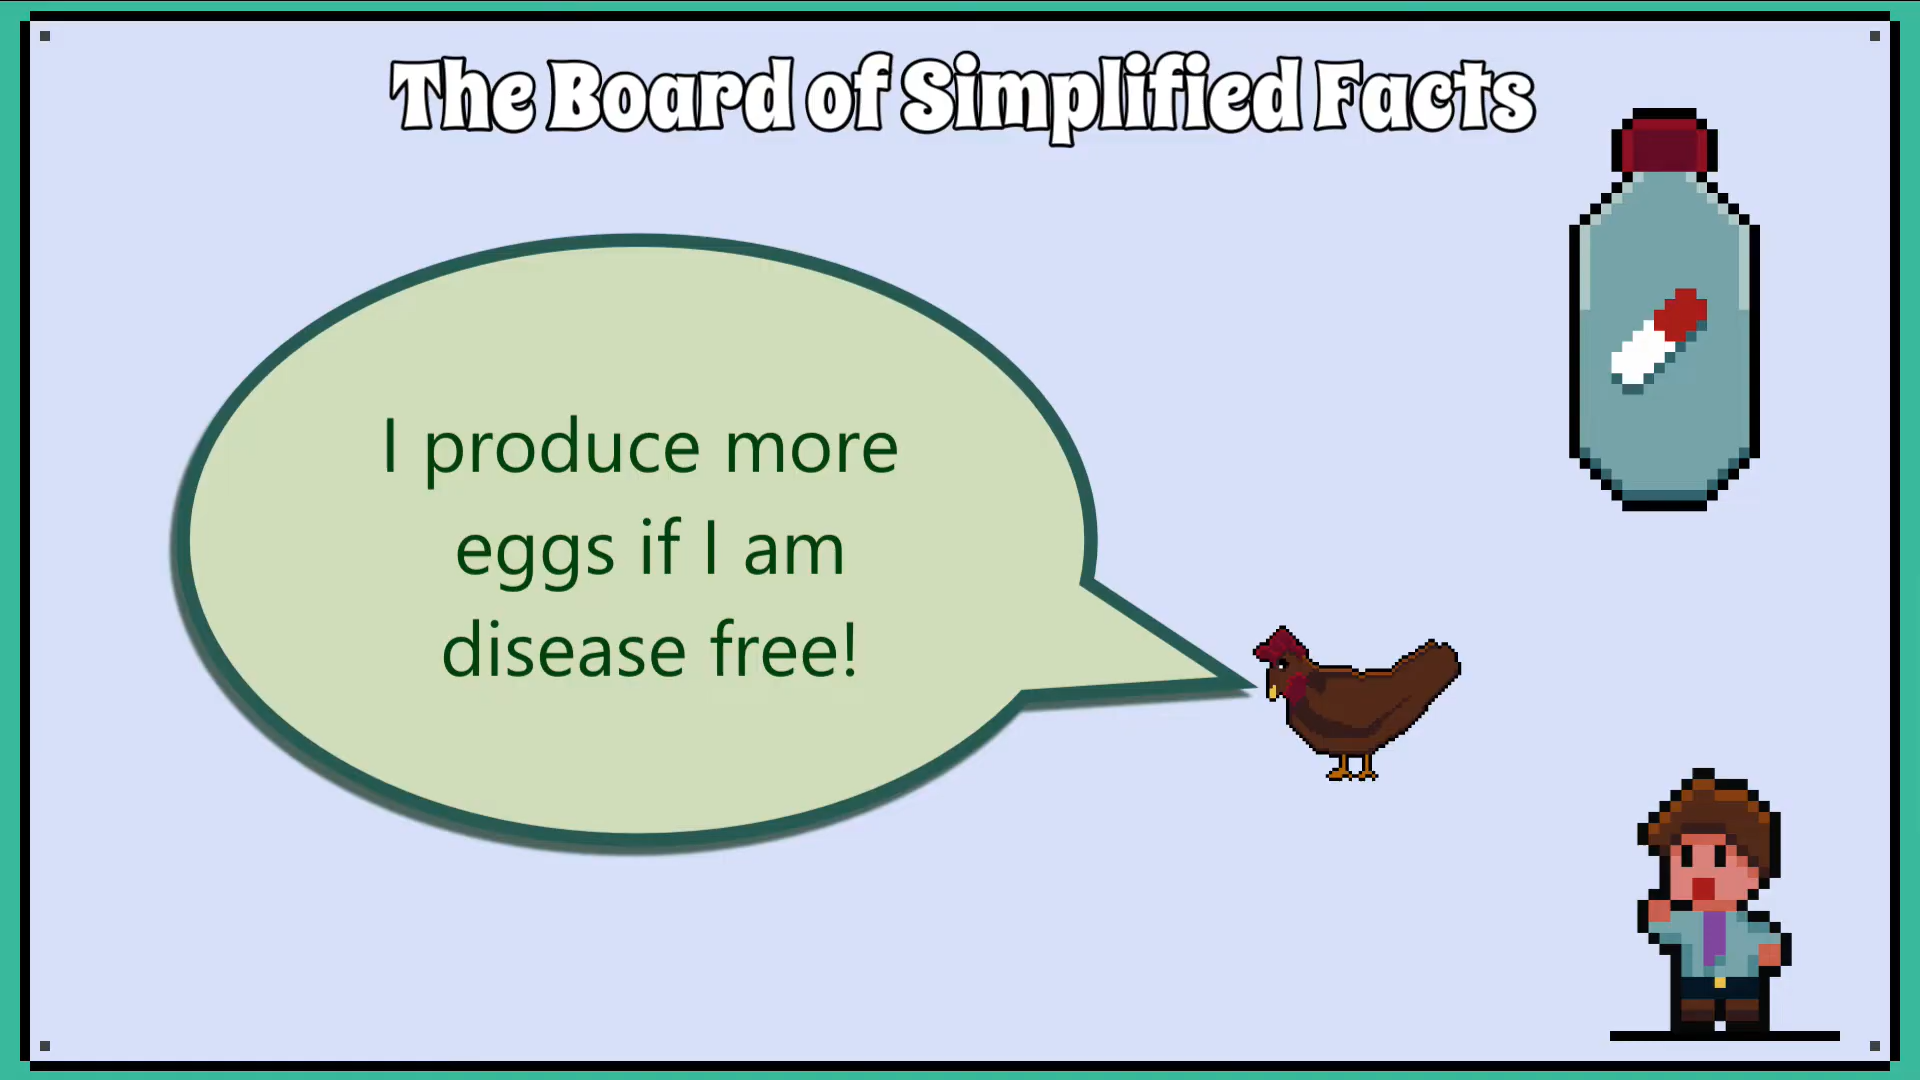 The Board of Simplified Facts
I produce more
eggs if I am
disease free!